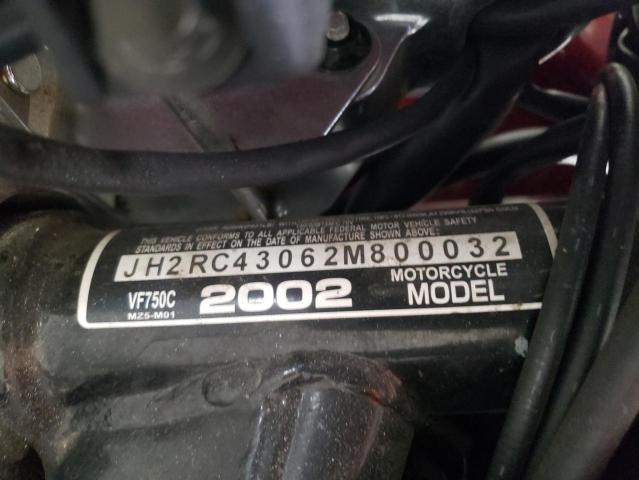 THIS VEHICLE CONFORMS TO ALL APPLICABLE FEDERAL MOTOR VEHICLE SAFETY
STANDARDS IN EFFECT ON THE DATE OF MANUFACTURE SHOWN ABOVE:
JH2RC43062M800032
VF750C 2002 MOTORCYCLE
MZ5-M01 MODEL